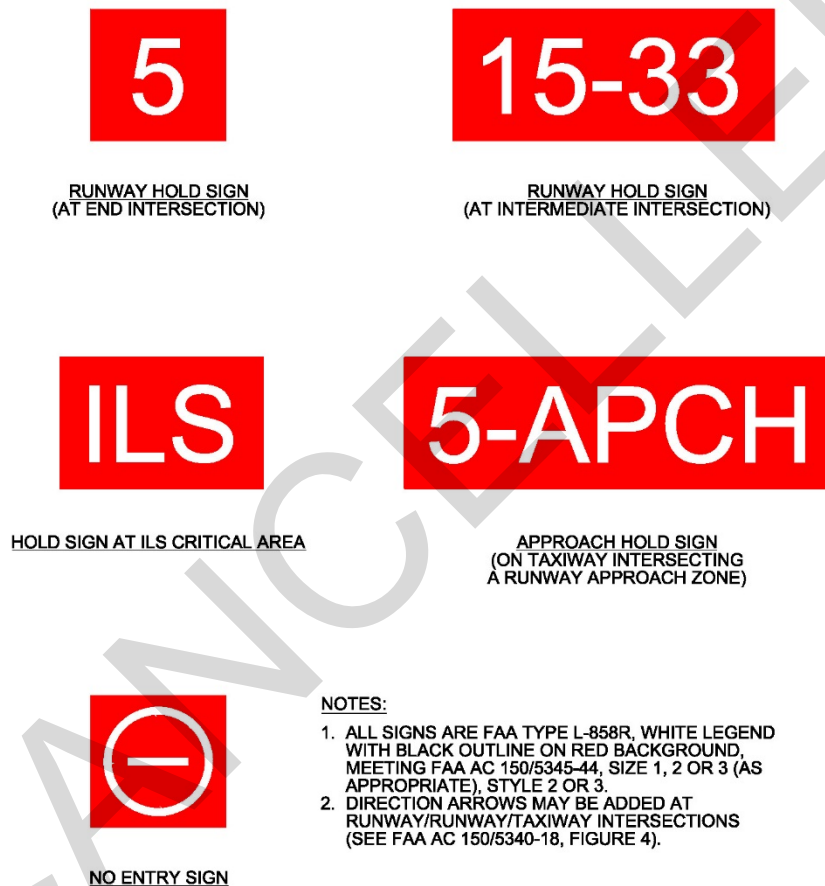 5
15-33
RUNWAY HOLD SIGN
(AT END INTERSECTION)
RUNWAY HOLD SIGN
(AT INTERMEDIATE INTERSECTION)
ILS
5-APCH
HOLD SIGN AT ILS CRITICAL AREA
APPROACH HOLD SIGN
(ON TAXIWAY INTERSECTING
A RUNWAY APPROACH ZONE)
NO ENTRY SIGN
NOTES:
1. ALL SIGNS ARE FAA TYPE L-858R, WHITE LEGEND
WITH BLACK OUTLINE ON RED BACKGROUND,
MEETING FAA AC 150/5345-44, SIZE 1, 2 OR 3 (AS
APPROPRIATE), STYLE 2 OR 3.
2. DIRECTION ARROWS MAY BE ADDED AT
RUNWAY/RUNWAY/TAXIWAY INTERSECTIONS
(SEE FAA AC 150/5340-18, FIGURE 4).
ANCELLE